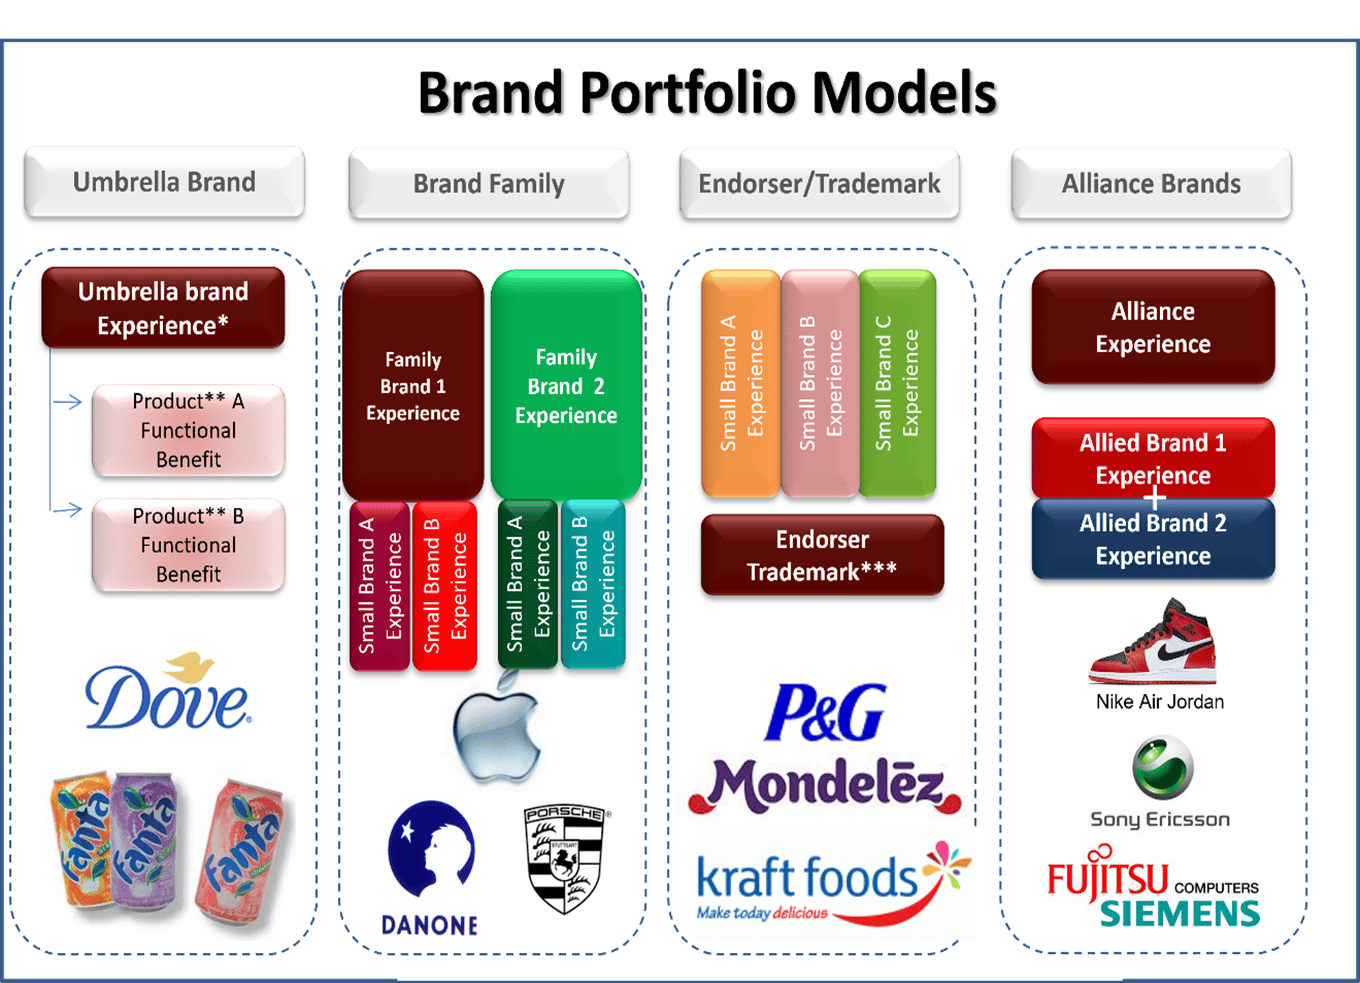 Brand Portfolio Models
Umbrella Brand
Brand Family
Endorser/Trademark
Alliance Brands
Umbrella brand
Experience*
Product** A
Functional
Benefit
Product** B
Functional
Benefit
Dove
Fanta
Fanta
Fanta
Family
Brand 1
Experience
Family
Brand 2
Experience
Small Brand A
Experience
Small Brand B
Experience
Small Brand A
Experience
Small Brand B
Experience
DANONE
PORSCHE
STUTTGART
Small Brand A
Experience
Small Brand B
Experience
Small Brand C
Experience
Endorser
Trademark***
P&G
Mondelēz
kraft foods
Make today delicious
Alliance
Experience
Allied Brand 1
Experience
+
Allied Brand 2
Experience
Nike Air Jordan
Sony Ericsson
FUJITSU COMPUTERS
SIEMENS